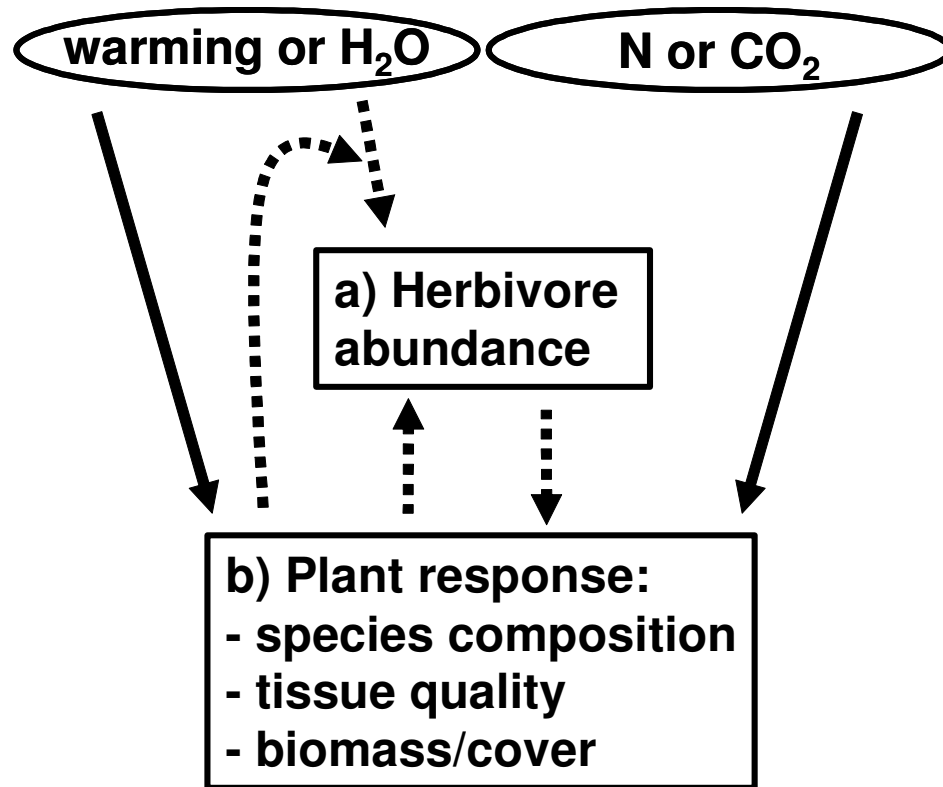 warming or H₂O
N or CO₂
a) Herbivore
abundance
b) Plant response:
- species composition
- tissue quality
- biomass/cover